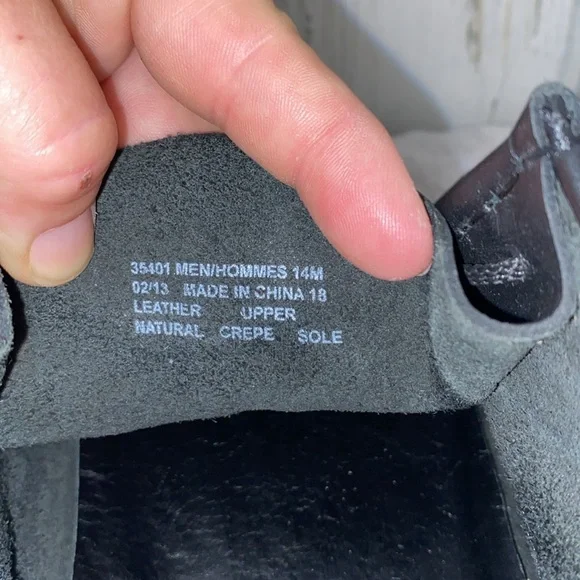 35401 MEN/HOMMES 14M
02/13 MADE IN CHINA 18
LEATHER UPPER
NATURAL CREPE SOLE